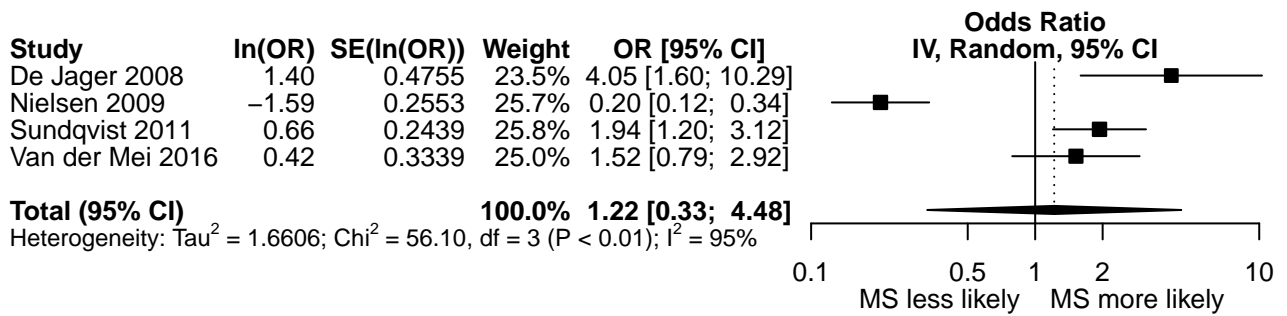 Odds Ratio
Study ln(OR) SE(ln(OR)) Weight OR [95% CI] IV, Random, 95% CI
De Jager 2008 1.40 0.4755 23.5% 4.05 [1.60; 10.29]
Nielsen 2009 −1.59 0.2553 25.7% 0.20 [0.12; 0.34]
Sundqvist 2011 0.66 0.2439 25.8% 1.94 [1.20; 3.12]
Van der Mei 2016 0.42 0.3339 25.0% 1.52 [0.79; 2.92]
Total (95% CI) 100.0% 1.22 [0.33; 4.48]
Heterogeneity: Tau² = 1.6606; Chi² = 56.10, df = 3 (P < 0.01); I² = 95%
0.1 0.5 1 2 10
MS less likely MS more likely